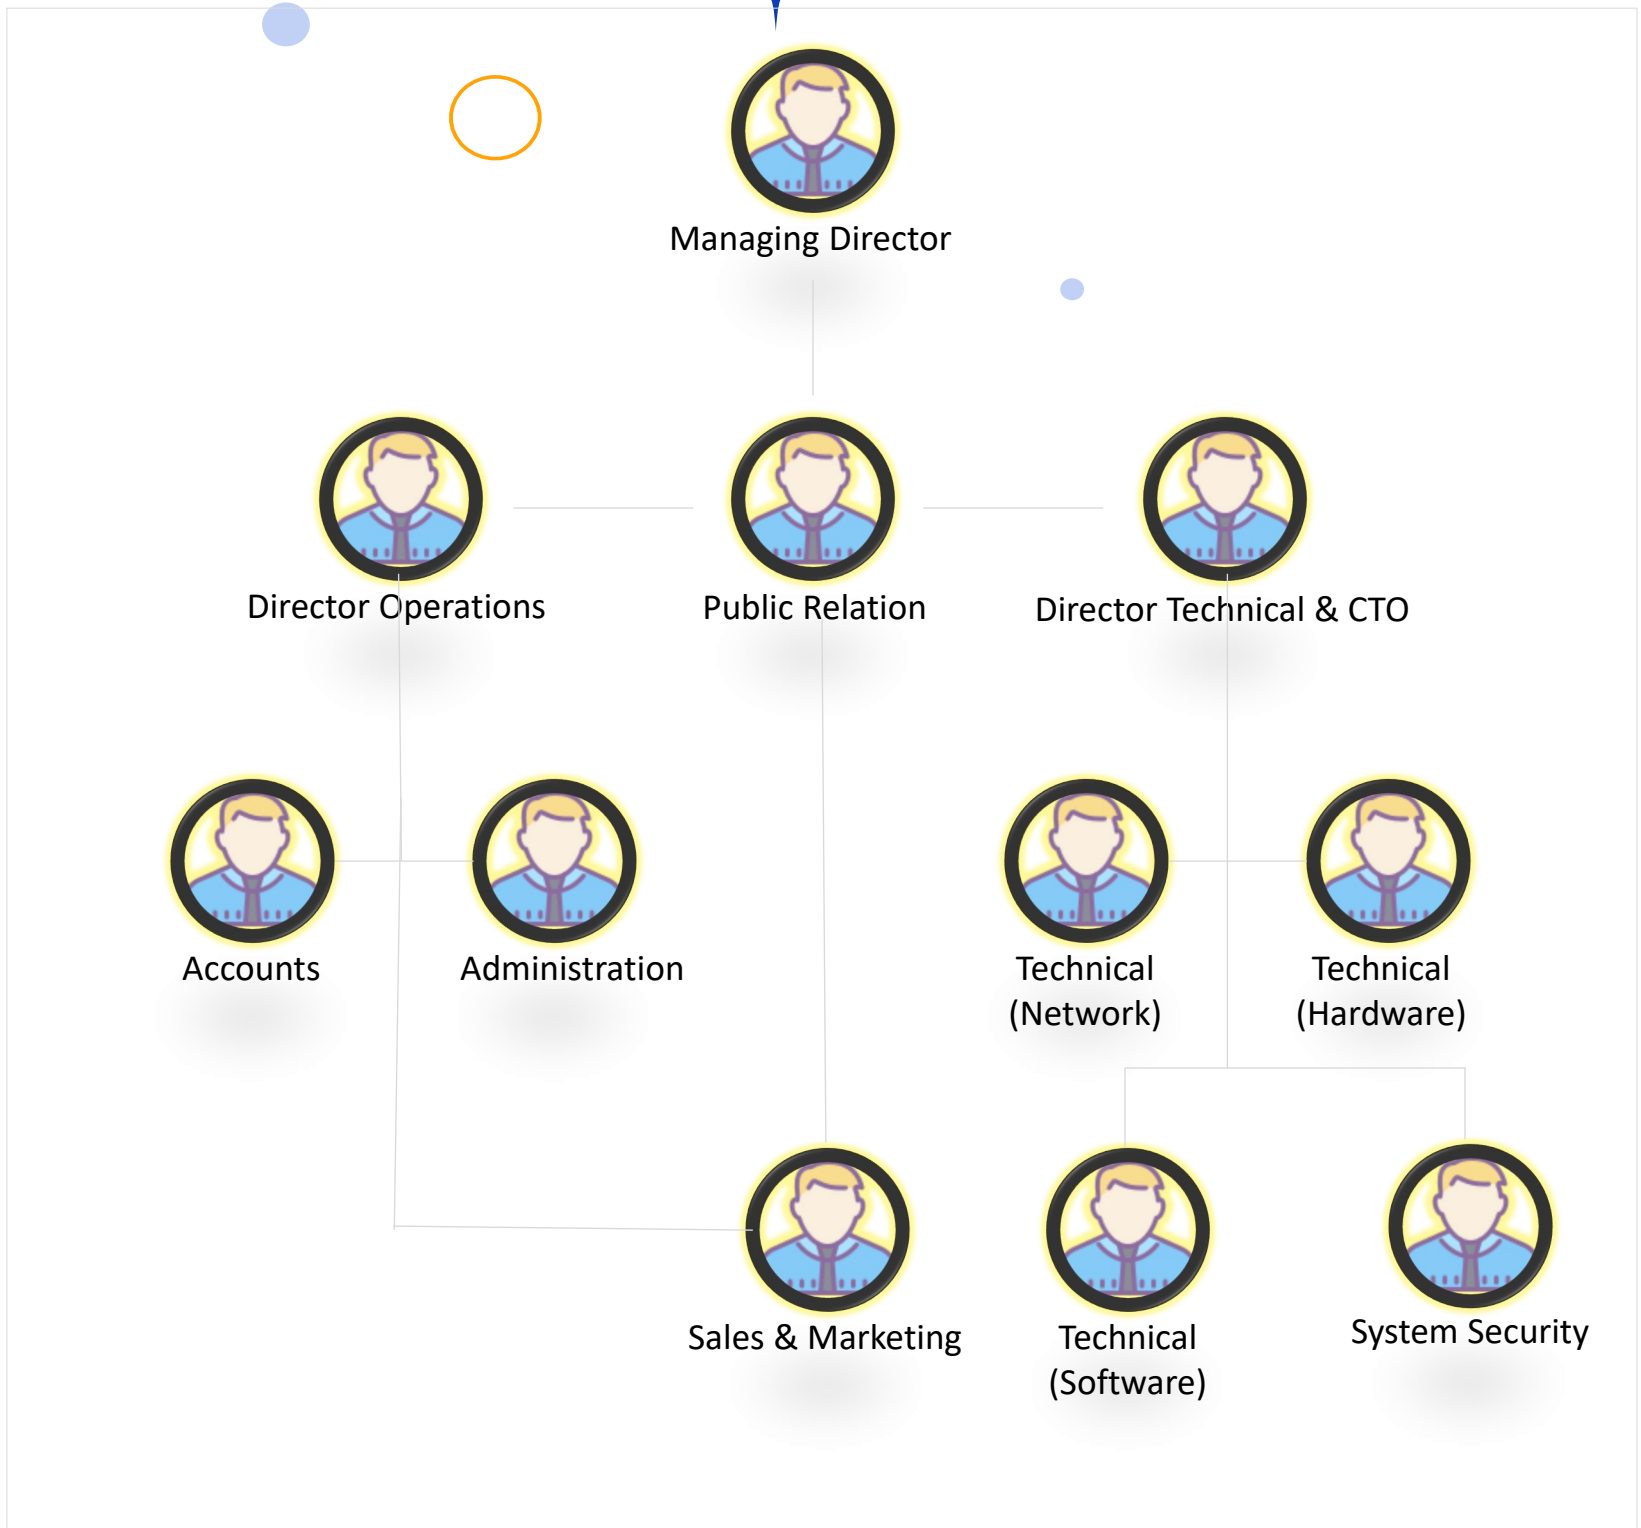 Managing Director
Director Operations
Public Relation
Director Technical & CTO
Accounts
Administration
Technical
(Network)
Technical
(Hardware)
Sales & Marketing
Technical
(Software)
System Security